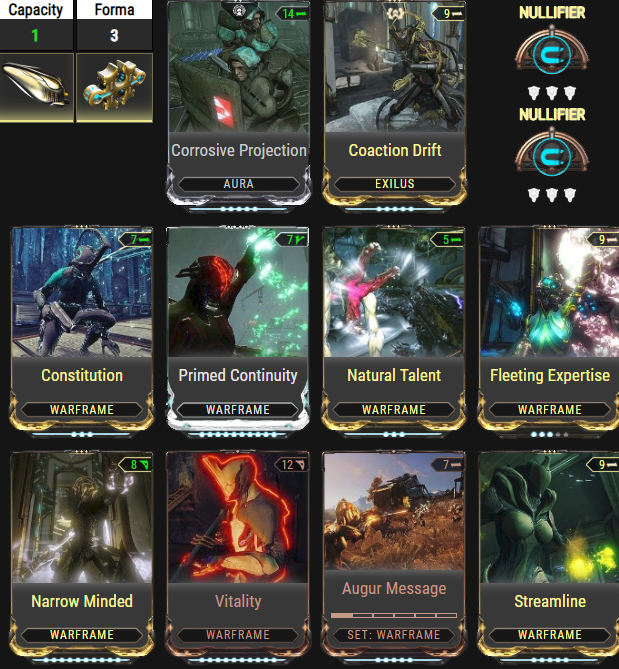 Capacity
Forma
1
3
14
9
NULLIFIER
Corrosive Projection
Coaction Drift
AURA
EXILUS
NULLIFIER
7
7
5
9
Constitution
Primed Continuity
Natural Talent
Fleeting Expertise
WARFRAME
WARFRAME
WARFRAME
WARFRAME
8
12
7
9
Narrow Minded
Vitality
Augur Message
Streamline
WARFRAME
WARFRAME
SET: WARFRAME
WARFRAME